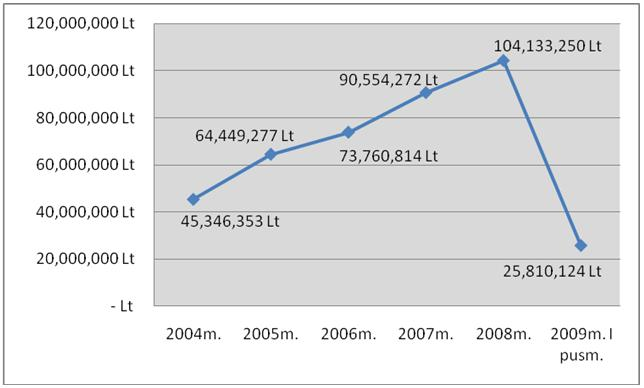 120,000,000 Lt
100,000,000 Lt
80,000,000 Lt
60,000,000 Lt
40,000,000 Lt
20,000,000 Lt
- Lt
45,346,353 Lt
64,449,277 Lt
73,760,814 Lt
90,554,272 Lt
104,133,250 Lt
25,810,124 Lt
2004m.
2005m.
2006m.
2007m.
2008m.
2009m. I
pusm.